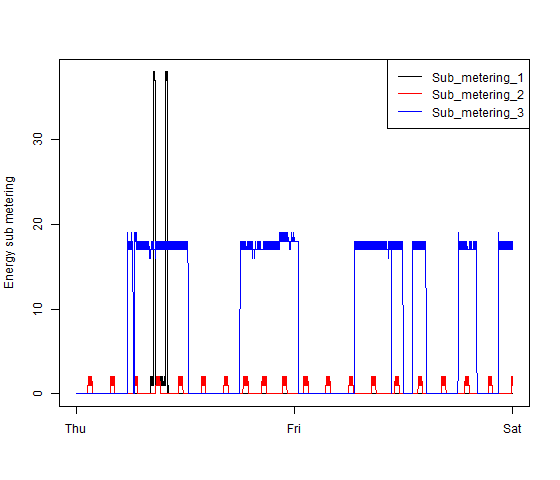 Sub_metering_1
Sub_metering_2
Sub_metering_3
Energy sub metering
30
20
10
0
Thu Fri Sat